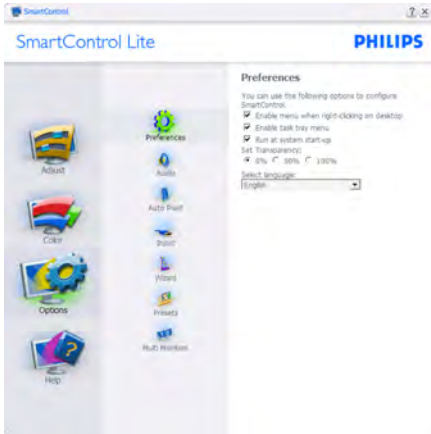 SmartControl
SmartControl Lite
PHILIPS
Adjust
Color
Options
Help
Preferences
Audio
Auto Pivot
Input
Wizard
Presets
Multi Monitors
Preferences
You can use the following options to configure
SmartControl.
Enable menu when right-clicking on desktop
Enable task tray menu
Run at system start-up
Set Transparency:
0% 50% 100%
Select language:
English